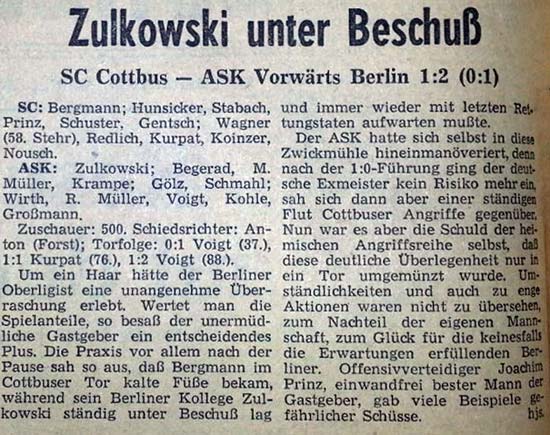 Zulkowski unter Beschuß
SC Cottbus — ASK Vorwärts Berlin 1:2 (0:1)
SC: Bergmann; Hunsicker, Stabach,
Prinz, Schuster, Gentsch; Wagner
(58. Stehr), Redlich, Kurpat, Koinzer,
Nousch.
ASK: Zulkowski; Begerad, M.
Müller, Krampe; Gölz, Schmahl;
Wirth, R. Müller, Voigt, Kohle,
Großmann.
Zuschauer: 500. Schiedsrichter: An-
ton (Forst); Torfolge: 0:1 Voigt (37.),
1:1 Kurpat (76.), 1:2 Voigt (88.).
Um ein Haar hätte der Berliner
Oberligist eine unangenehme Über-
raschung erlebt. Wertet man die
Spielanteile, so besaß der unermüd-
liche Gastgeber ein entscheidendes
Plus. Die Praxis vor allem nach der
Pause sah so aus, daß Bergmann im
Cottbuser Tor kalte Füße bekam,
während sein Berliner Kollege Zul-
kowski ständig unter Beschuß lag
und immer wieder mit letzten Ret-
tungstaten aufwarten mußte.
Der ASK hatte sich selbst in diese
Zwickmühle hineinmanöveriert, denn
nach der 1:0-Führung ging der deut-
sche Exmeister kein Risiko mehr ein,
sah sich dann aber einer ständigen
Flut Cottbuser Angriffe gegenüber.
Nun war es aber die Schuld der hei-
mischen Angriffsreihe selbst, daß
diese deutliche Überlegenheit nur in
ein Tor umgemünzt wurde. Um-
ständlichkeiten und auch zu enge
Aktionen waren nicht zu übersehen,
zum Nachteil der eigenen Mann-
schaft, zum Glück für die keinesfalls
die Erwartungen erfüllenden Ber-
liner. Offensivverteidiger Joachim
Prinz, einwandfrei bester Mann der
Gastgeber, gab viele Beispiele ge-
fährlicher Schüsse. hjs.